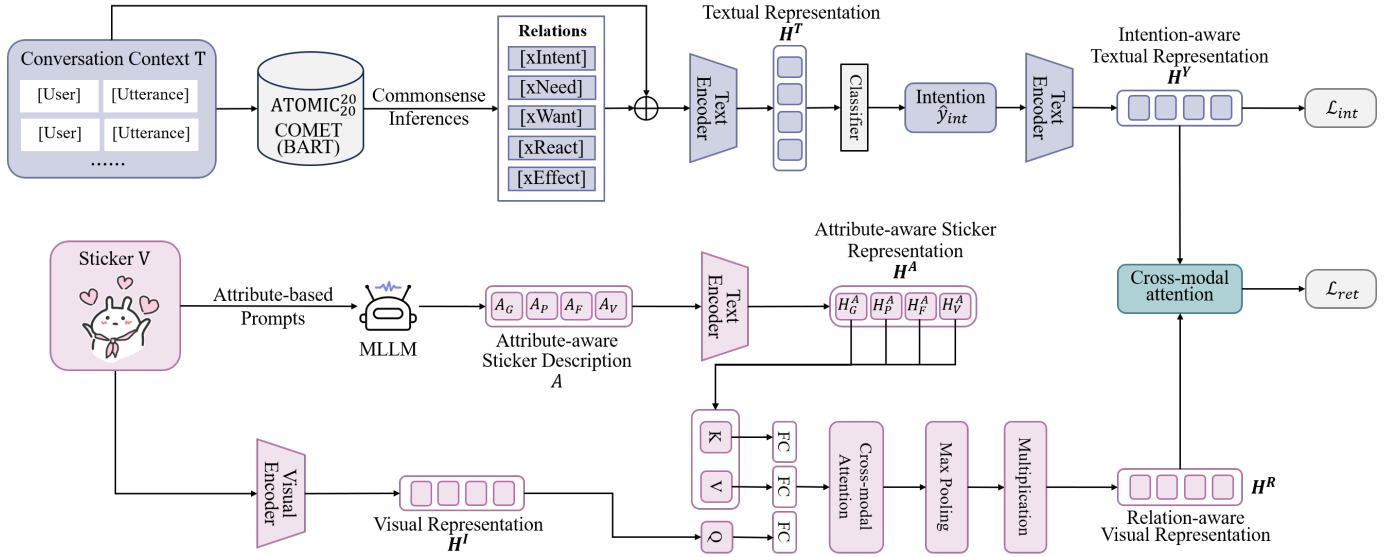 Conversation Context T
[User] [Utterance]
[User] [Utterance]
......
ATOMIC²⁰₂₀
COMET
(BART)
Commonsense
Inferences
Relations
[xIntent]
[xNeed]
[xWant]
[xReact]
[xEffect]
Text
Encoder
Textual Representation
H^T
Classifier
Intention
ŷ_int
Text
Encoder
Intention-aware
Textual Representation
H^Y
ℒ_int
Sticker V
Attribute-based
Prompts
MLLM
A_G A_P A_F A_V
Attribute-aware
Sticker Description
A
Text
Encoder
Attribute-aware Sticker
Representation
H^A
H_G^A H_P^A H_F^A H_V^A
Cross-modal
attention
ℒ_ret
Visual
Encoder
Visual Representation
H^I
K
V
Q
FC
FC
FC
Cross-modal
Attention
Max Pooling
Multiplication
H^R
Relation-aware
Visual Representation